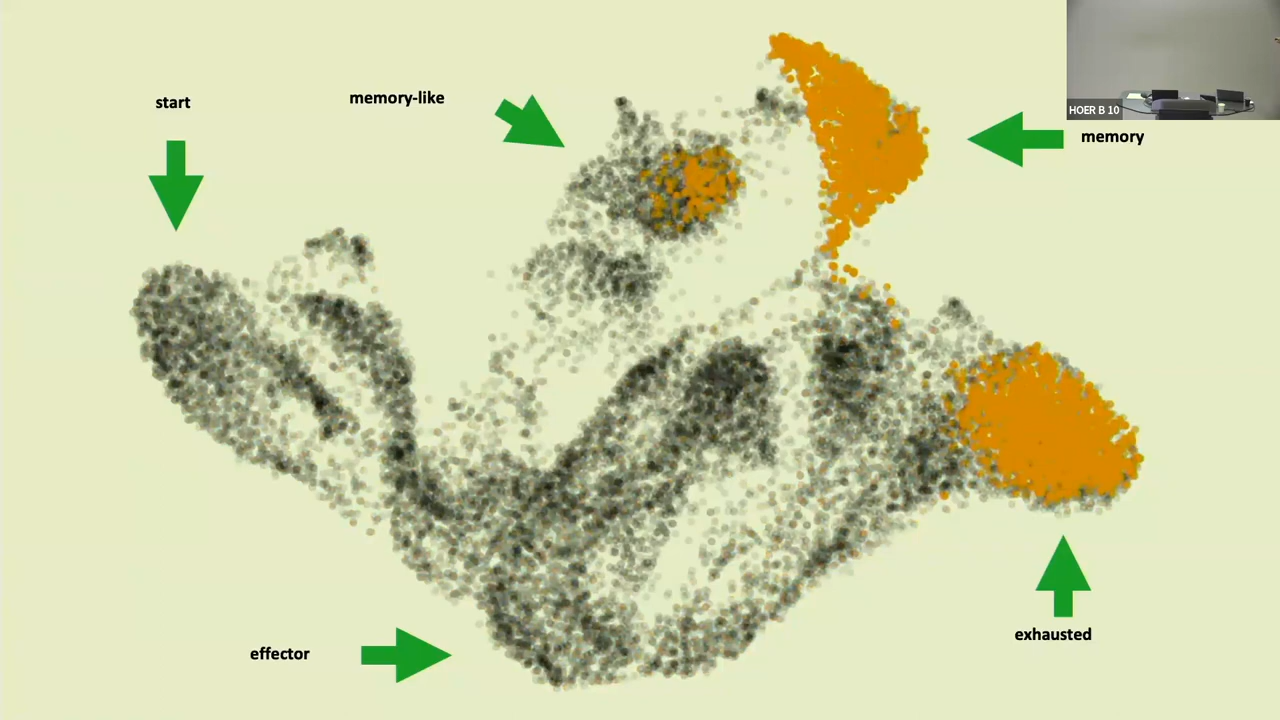 start
memory-like
HOER B 10
memory
exhausted
effector